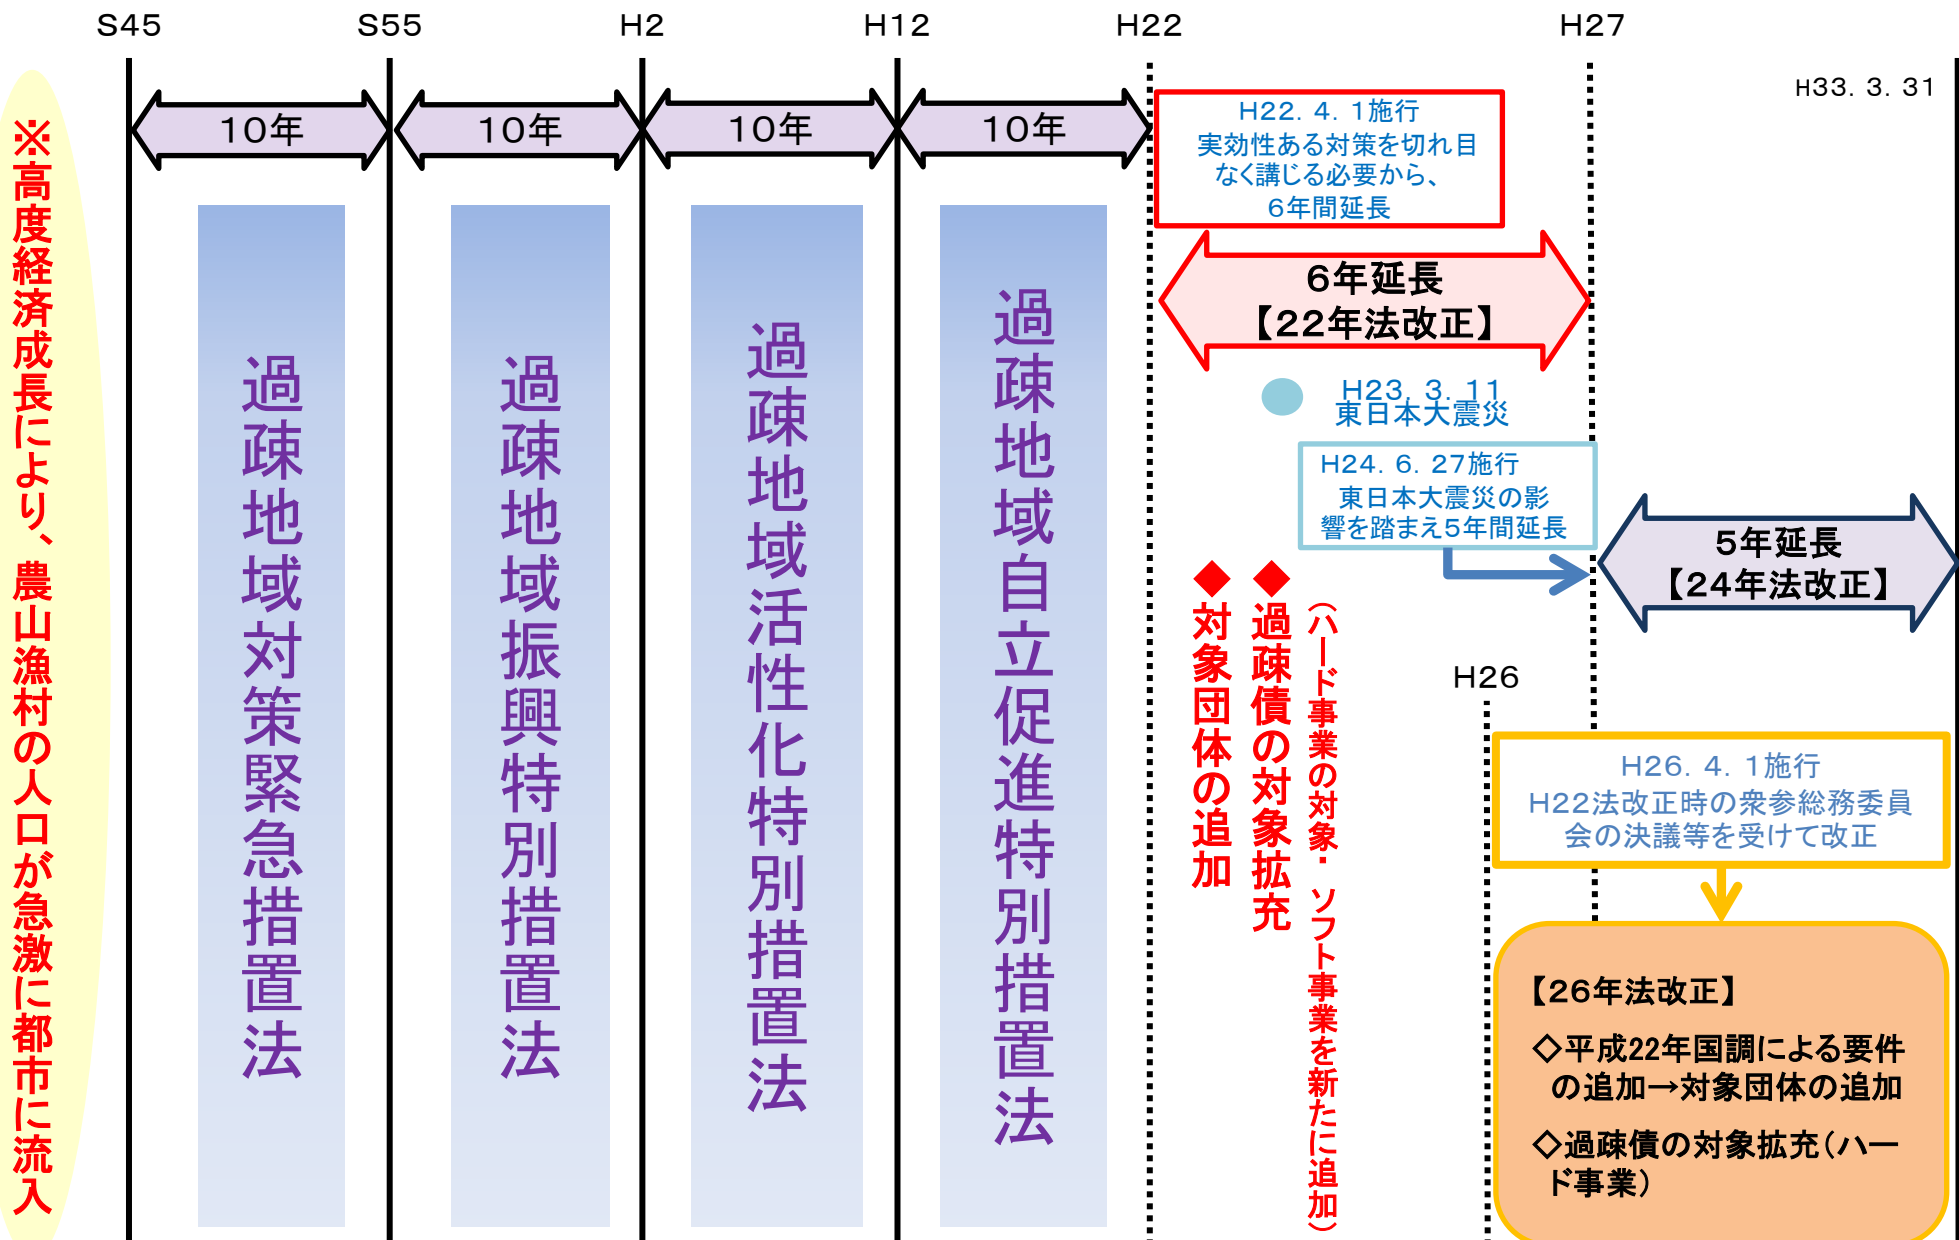 S45
S55
H2
H12
H22
H27
H33．3．31
※高度経済成長により、農山漁村の人口が急激に都市に流入
10年
10年
10年
10年
過疎地域対策緊急措置法
過疎地域振興特別措置法
過疎地域活性化特別措置法
過疎地域自立促進特別措置法
H22．4．1施行
実効性ある対策を切れ目
なく講じる必要から、
6年間延長
6年延長
【22年法改正】
H23．3．11
東日本大震災
H24．6．27施行
東日本大震災の影
響を踏まえ5年間延長
5年延長
【24年法改正】
（ハード事業の対象・ソフト事業を新たに追加）
◆過疎債の対象拡充
◆対象団体の追加
H26
H26．4．1施行
H22法改正時の衆参総務委員
会の決議等を受けて改正
【26年法改正】
◇平成22年国調による要件
の追加→対象団体の追加
◇過疎債の対象拡充（ハー
ド事業）